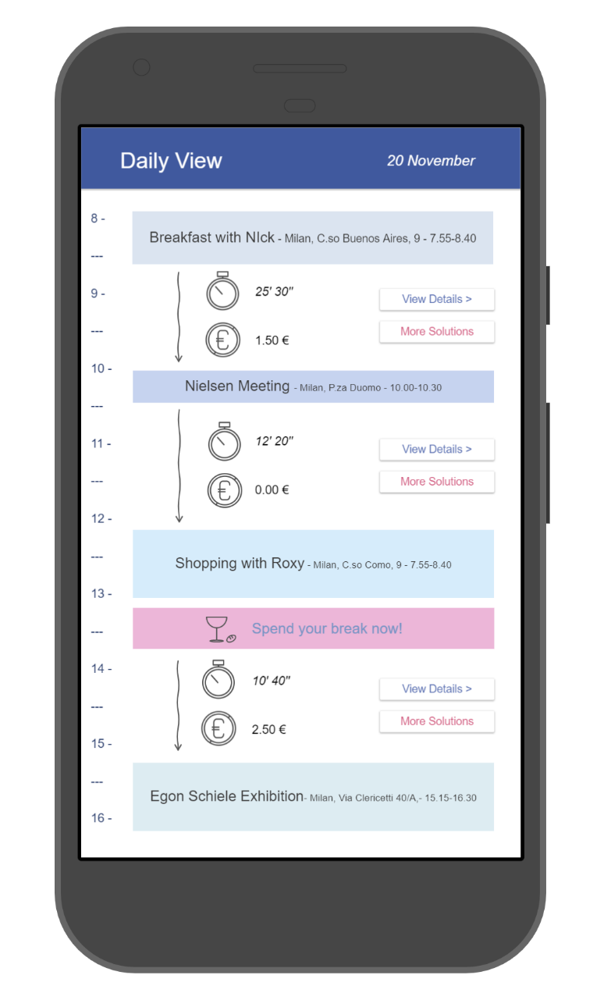 Daily View 20 November
8 -
Breakfast with NIck - Milan, C.so Buenos Aires, 9 - 7.55-8.40
---
9 -
25' 30"
View Details >
---
1.50 €
More Solutions
10 -
Nielsen Meeting - Milan, P.za Duomo - 10.00-10.30
---
11 -
12' 20"
View Details >
---
0.00 €
More Solutions
12 -
---
Shopping with Roxy - Milan, C.so Como, 9 - 7.55-8.40
13 -
---
Spend your break now!
14 -
10' 40"
View Details >
---
2.50 €
More Solutions
15 -
---
Egon Schiele Exhibition- Milan, Via Clericetti 40/A,- 15.15-16.30
16 -